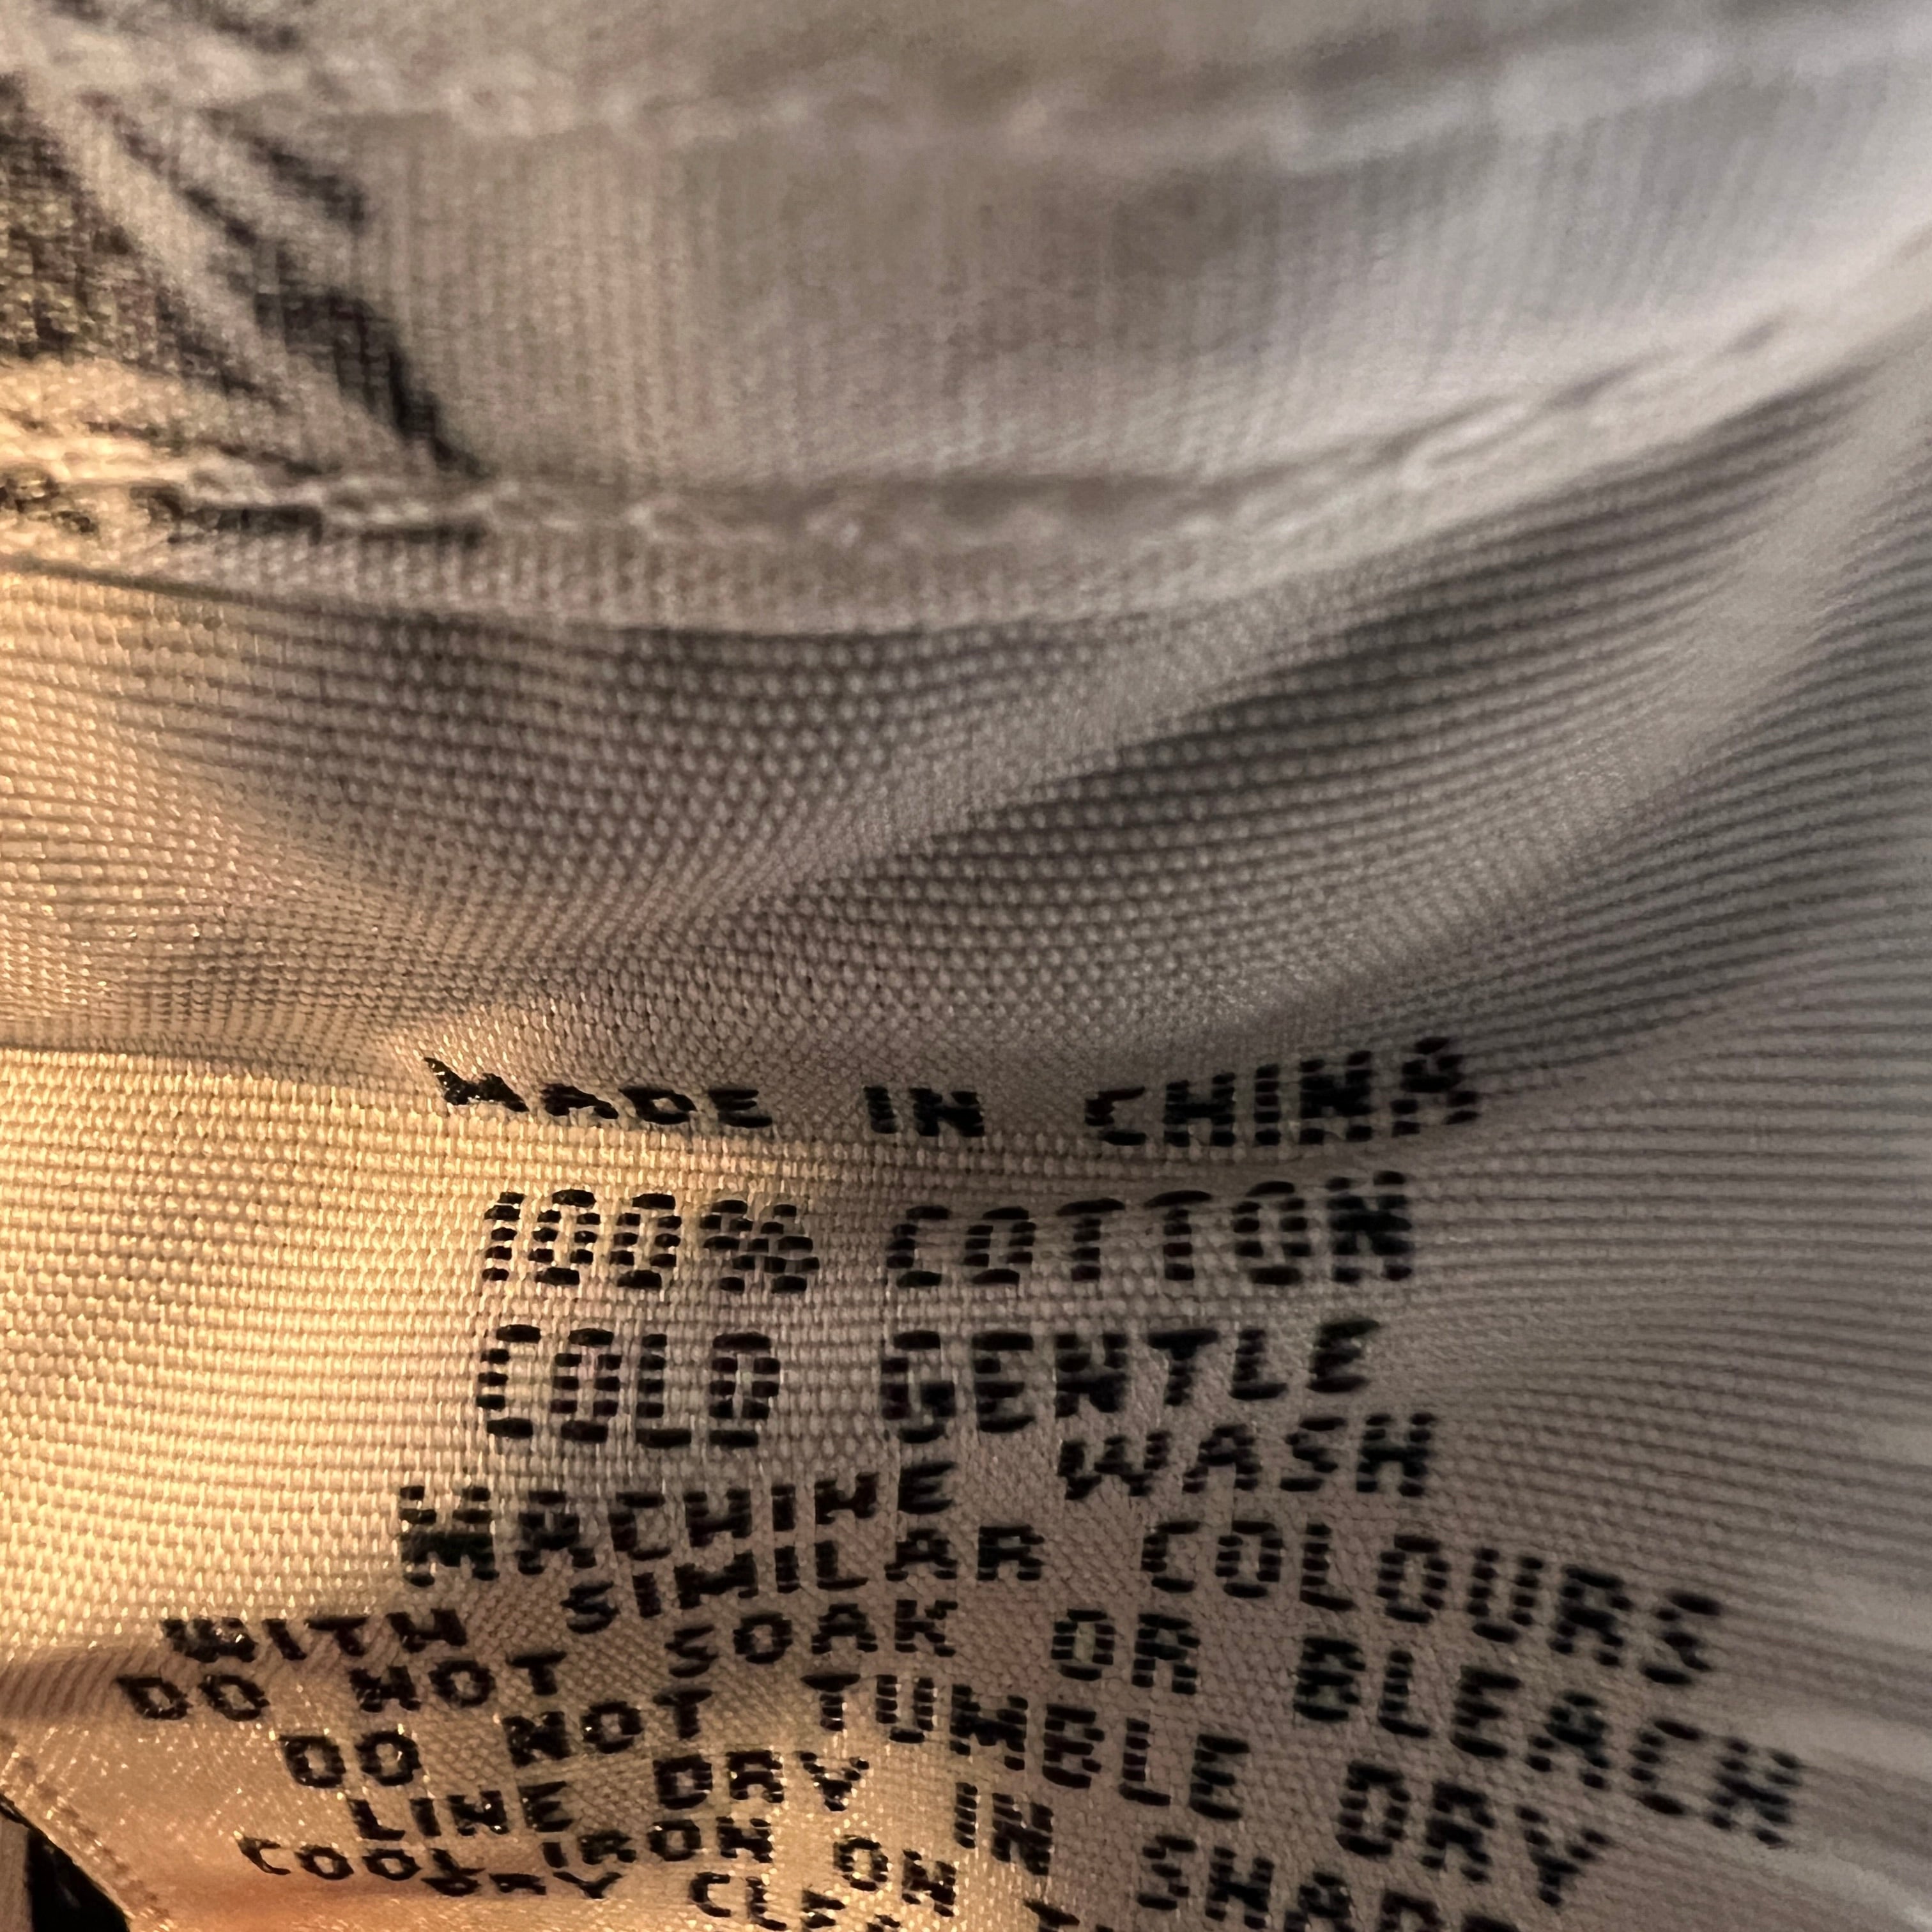 MADE IN CHINA
100% COTTON
COLD GENTLE
MACHINE WASH
WITH SIMILAR COLOURS
DO NOT SOAK OR BLEACH
DO NOT TUMBLE DRY
LINE DRY IN
COOL IRON ON
DRY